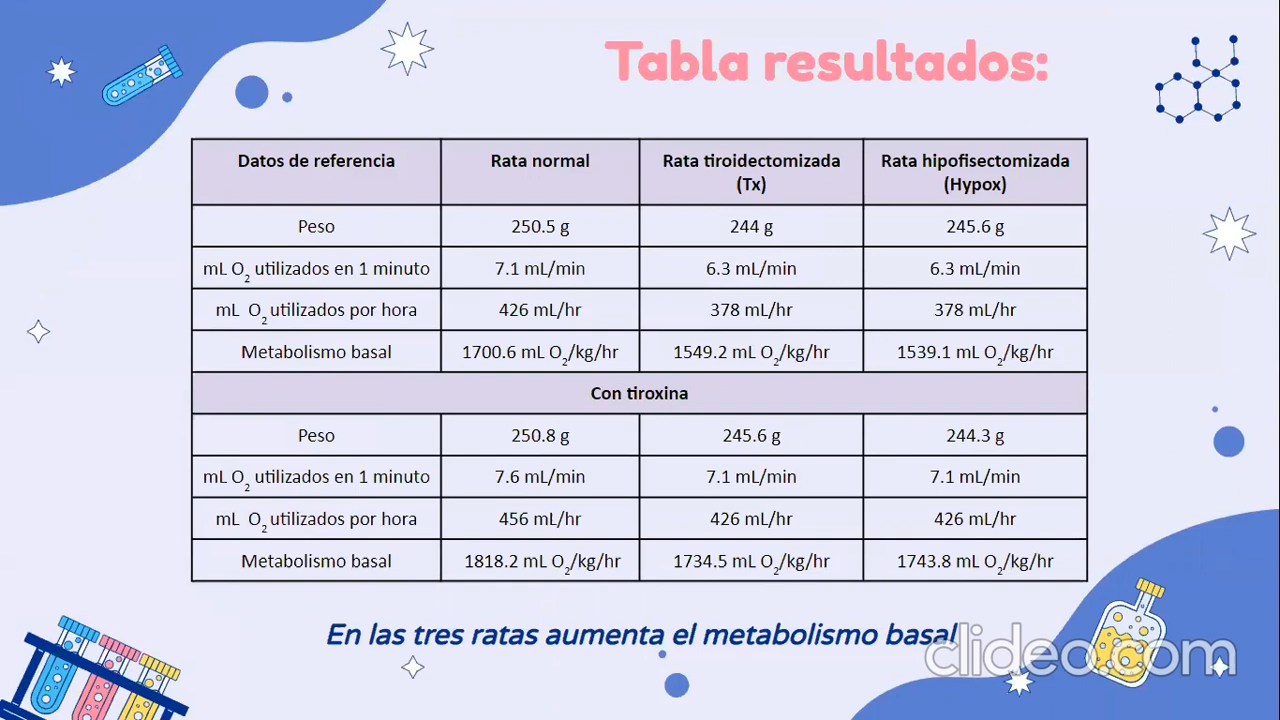 Tabla resultados:
Datos de referencia Rata normal Rata tiroidectomizada (Tx) Rata hipofisectomizada (Hypox)
Peso 250.5 g 244 g 245.6 g
mL O2 utilizados en 1 minuto 7.1 mL/min 6.3 mL/min 6.3 mL/min
mL O2 utilizados por hora 426 mL/hr 378 mL/hr 378 mL/hr
Metabolismo basal 1700.6 mL O2/kg/hr 1549.2 mL O2/kg/hr 1539.1 mL O2/kg/hr
Con tiroxina
Peso 250.8 g 245.6 g 244.3 g
mL O2 utilizados en 1 minuto 7.6 mL/min 7.1 mL/min 7.1 mL/min
mL O2 utilizados por hora 456 mL/hr 426 mL/hr 426 mL/hr
Metabolismo basal 1818.2 mL O2/kg/hr 1734.5 mL O2/kg/hr 1743.8 mL O2/kg/hr
En las tres ratas aumenta el metabolismo basal
clideo.com